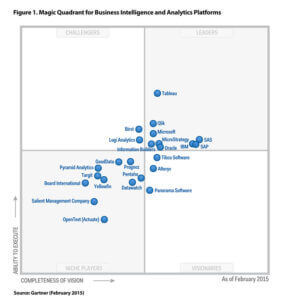 Figure 1. Magic Quadrant for Business Intelligence and Analytics Platforms
CHALLENGERS LEADERS
Tableau
Qlik
Birst Microsoft
Logi Analytics MicroStrategy SAS
Information Builders Oracle IBM SAP
GoodData Tibco Software
Pyramid Analytics Prognoz Alteryx
Targit Pentaho
Board International Yellowfin Datawatch
Panorama Software
Salient Management Company
OpenText (Actuate)
ABILITY TO EXECUTE
NICHE PLAYERS VISIONARIES
COMPLETENESS OF VISION As of February 2015
Source: Gartner (February 2015)